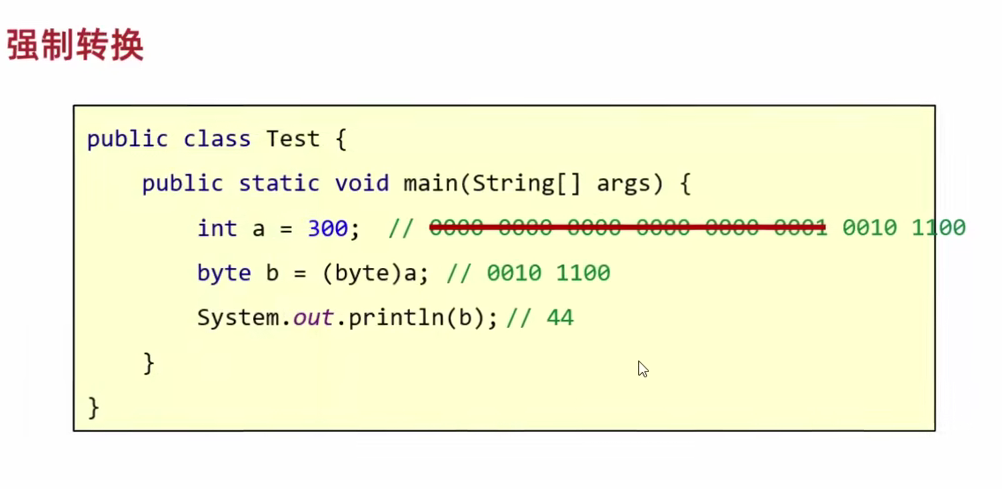 强制转换
public class Test {
public static void main(String[] args) {
int a = 300; // 0000 0000 0000 0000 0000 0001 0010 1100
byte b = (byte)a; // 0010 1100
System.out.println(b); // 44
}
}